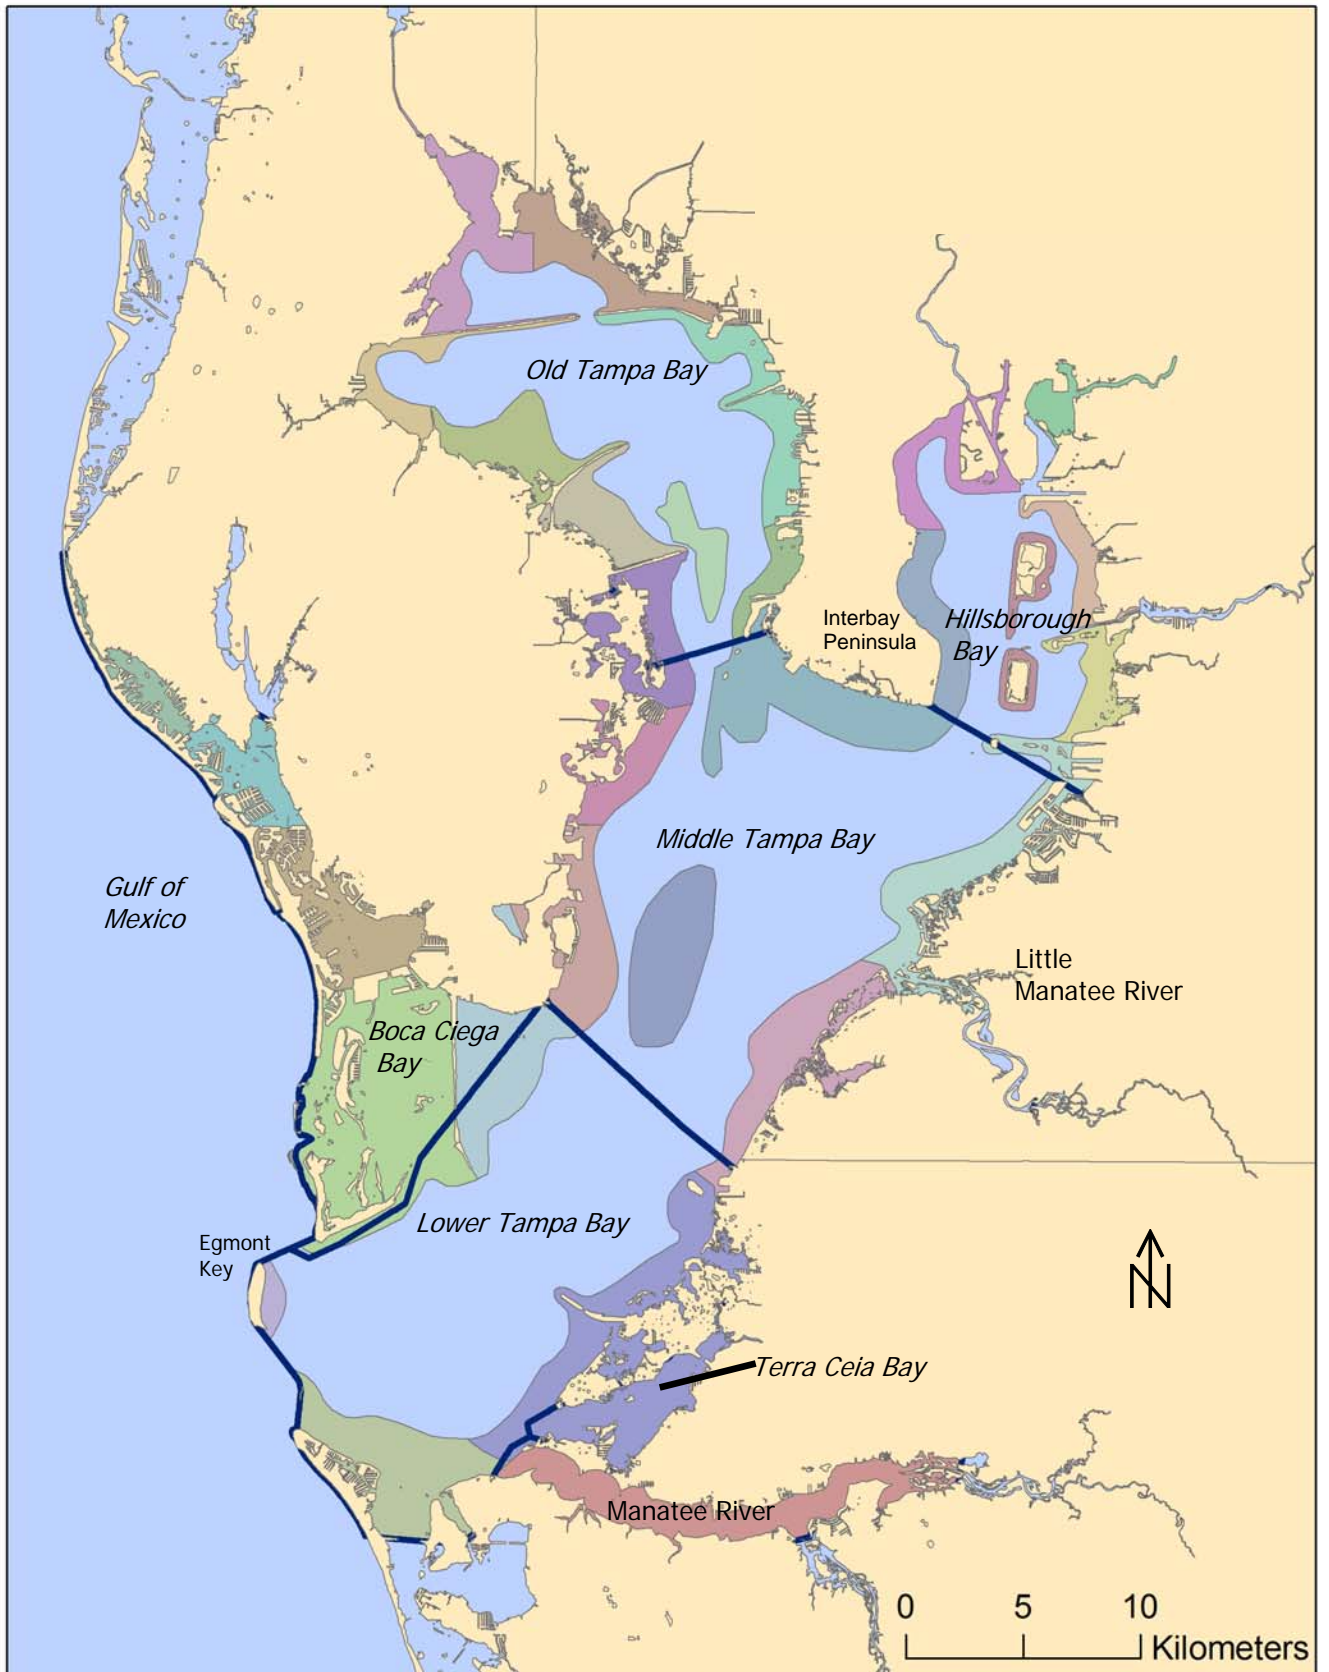 Old Tampa Bay
Interbay
Peninsula
Hillsborough
Bay
Middle Tampa Bay
Gulf of
Mexico
Little
Manatee River
Boca Ciega
Bay
Lower Tampa Bay
Egmont
Key
N
Terra Ceia Bay
Manatee River
0 5 10
Kilometers